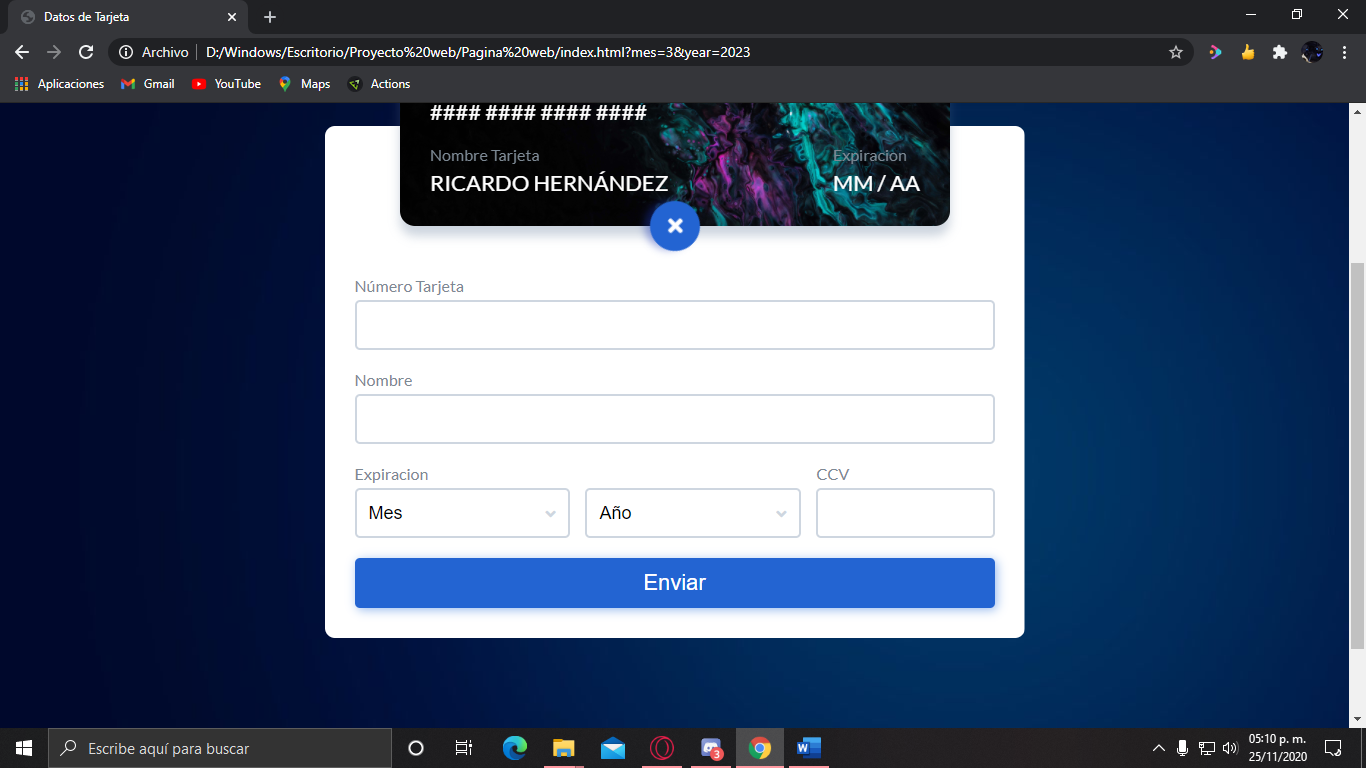 Datos de Tarjeta
Archivo | D:/Windows/Escritorio/Proyecto%20web/Pagina%20web/index.html?mes=3&year=2023
Aplicaciones Gmail YouTube Maps Actions
#### #### #### ####
Nombre Tarjeta Expiracion
RICARDO HERNÁNDEZ MM / AA
Número Tarjeta
Nombre
Expiracion CCV
Mes Año
Enviar
Escribe aquí para buscar
3
05:10 p. m.
25/11/2020